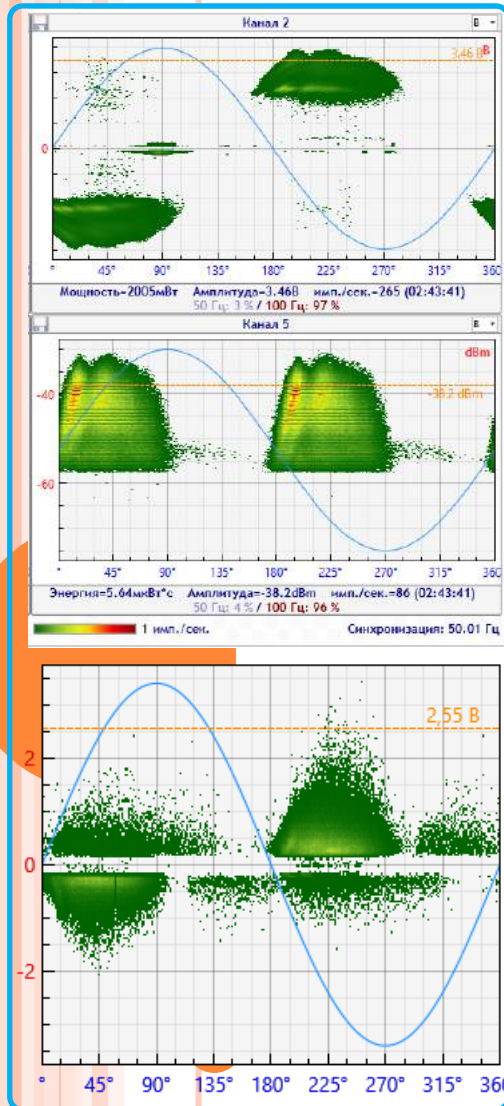 Канал 2
В
3,46 В
В
0
0° 45° 90° 135° 180° 225° 270° 315° 360
Мощность=2005мВт Амплитуда=3.46В имп./сек.=265 (02:43:41)
50 Гц: 3 % / 100 Гц: 97 %
Канал 5
В
dBm
-40
-38,2 dBm
-60
45° 90° 135° 180° 225° 270° 315° 360
Энергия=5.64мкВт*с Амплитуда=-38.2dBm имп./сек.=86 (02:43:41)
50 Гц: 4 % / 100 Гц: 96 %
1 имп./сек.
Синхронизация: 50.01 Гц
2,55 В
2
0
-2
° 45° 90° 135° 180° 225° 270° 315° 36